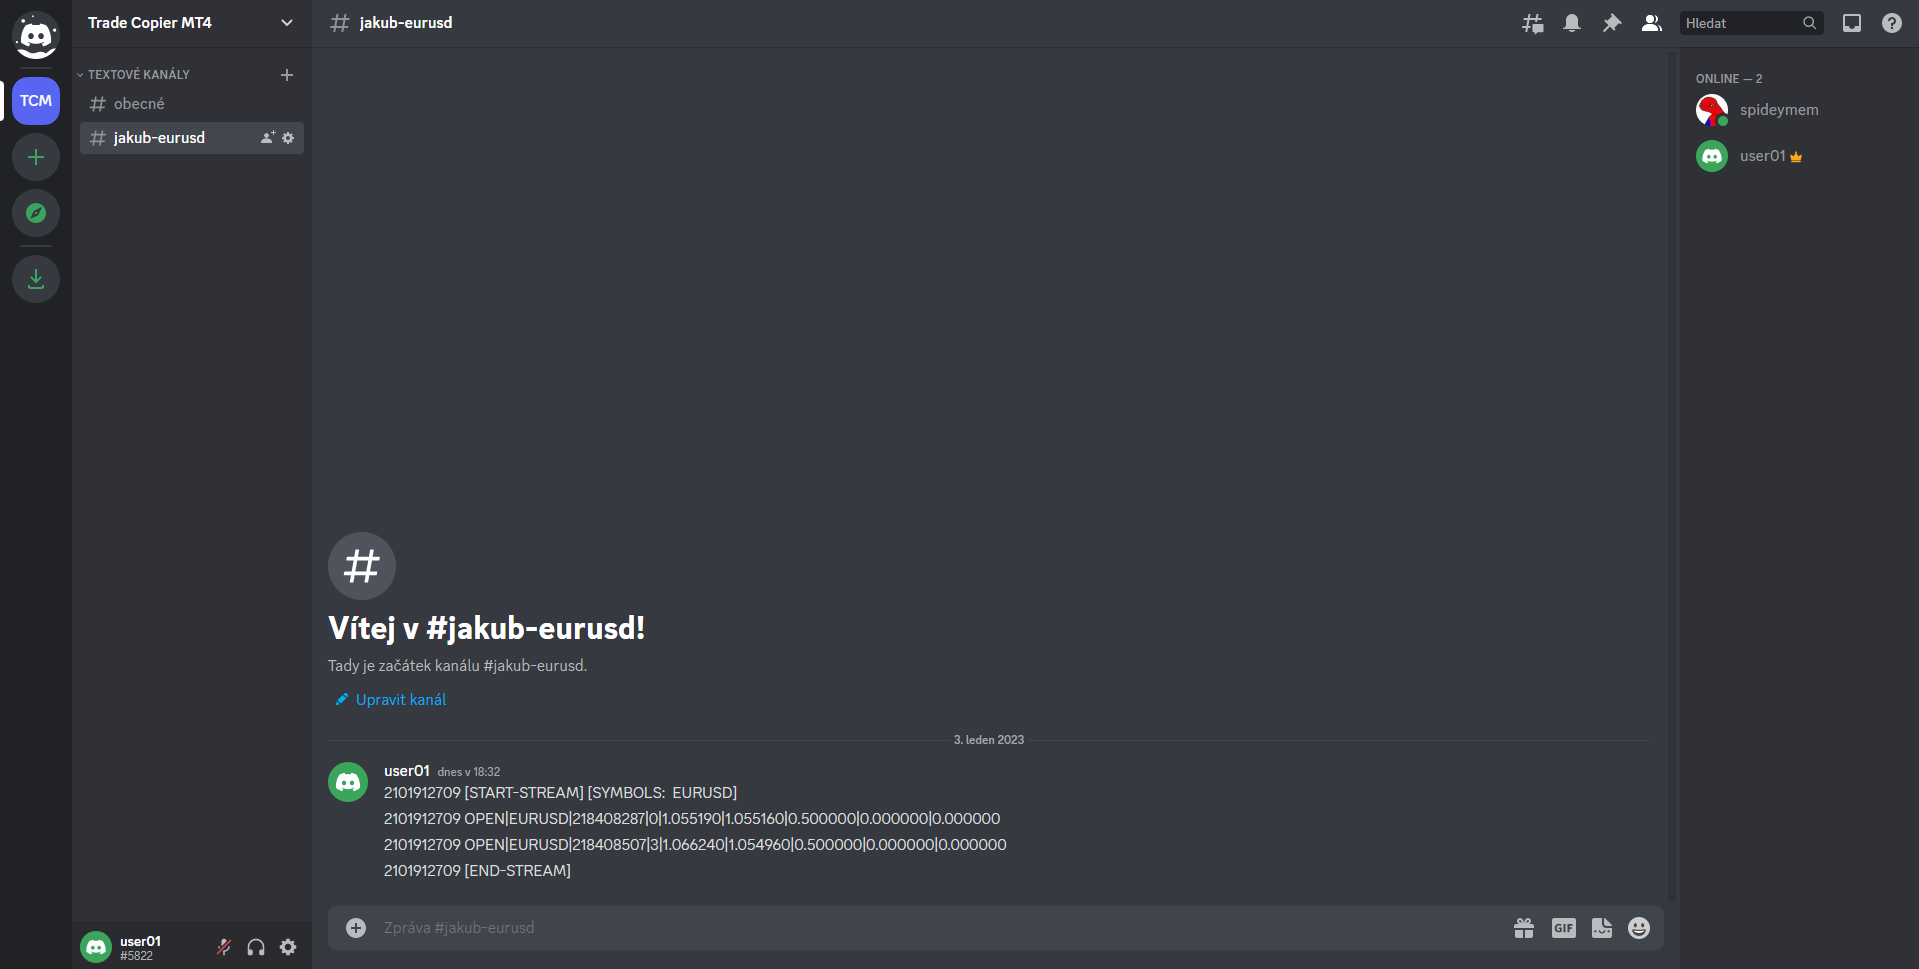 Trade Copier MT4
TCM
TEXTOVÉ KANÁLY
obecné
jakub-eurusd
user01
#5822
jakub-eurusd
Hledat
Vítej v #jakub-eurusd!
Tady je začátek kanálu #jakub-eurusd.
Upravit kanál
3. leden 2023
user01 dnes v 18:32
2101912709 [START-STREAM] [SYMBOLS:  EURUSD]
2101912709 OPEN|EURUSD|218408287|0|1.055190|1.055160|0.500000|0.000000|0.000000
2101912709 OPEN|EURUSD|218408507|3|1.066240|1.054960|0.500000|0.000000|0.000000
2101912709 [END-STREAM]
Zpráva #jakub-eurusd
GIF
ONLINE — 2
spideymem
user01